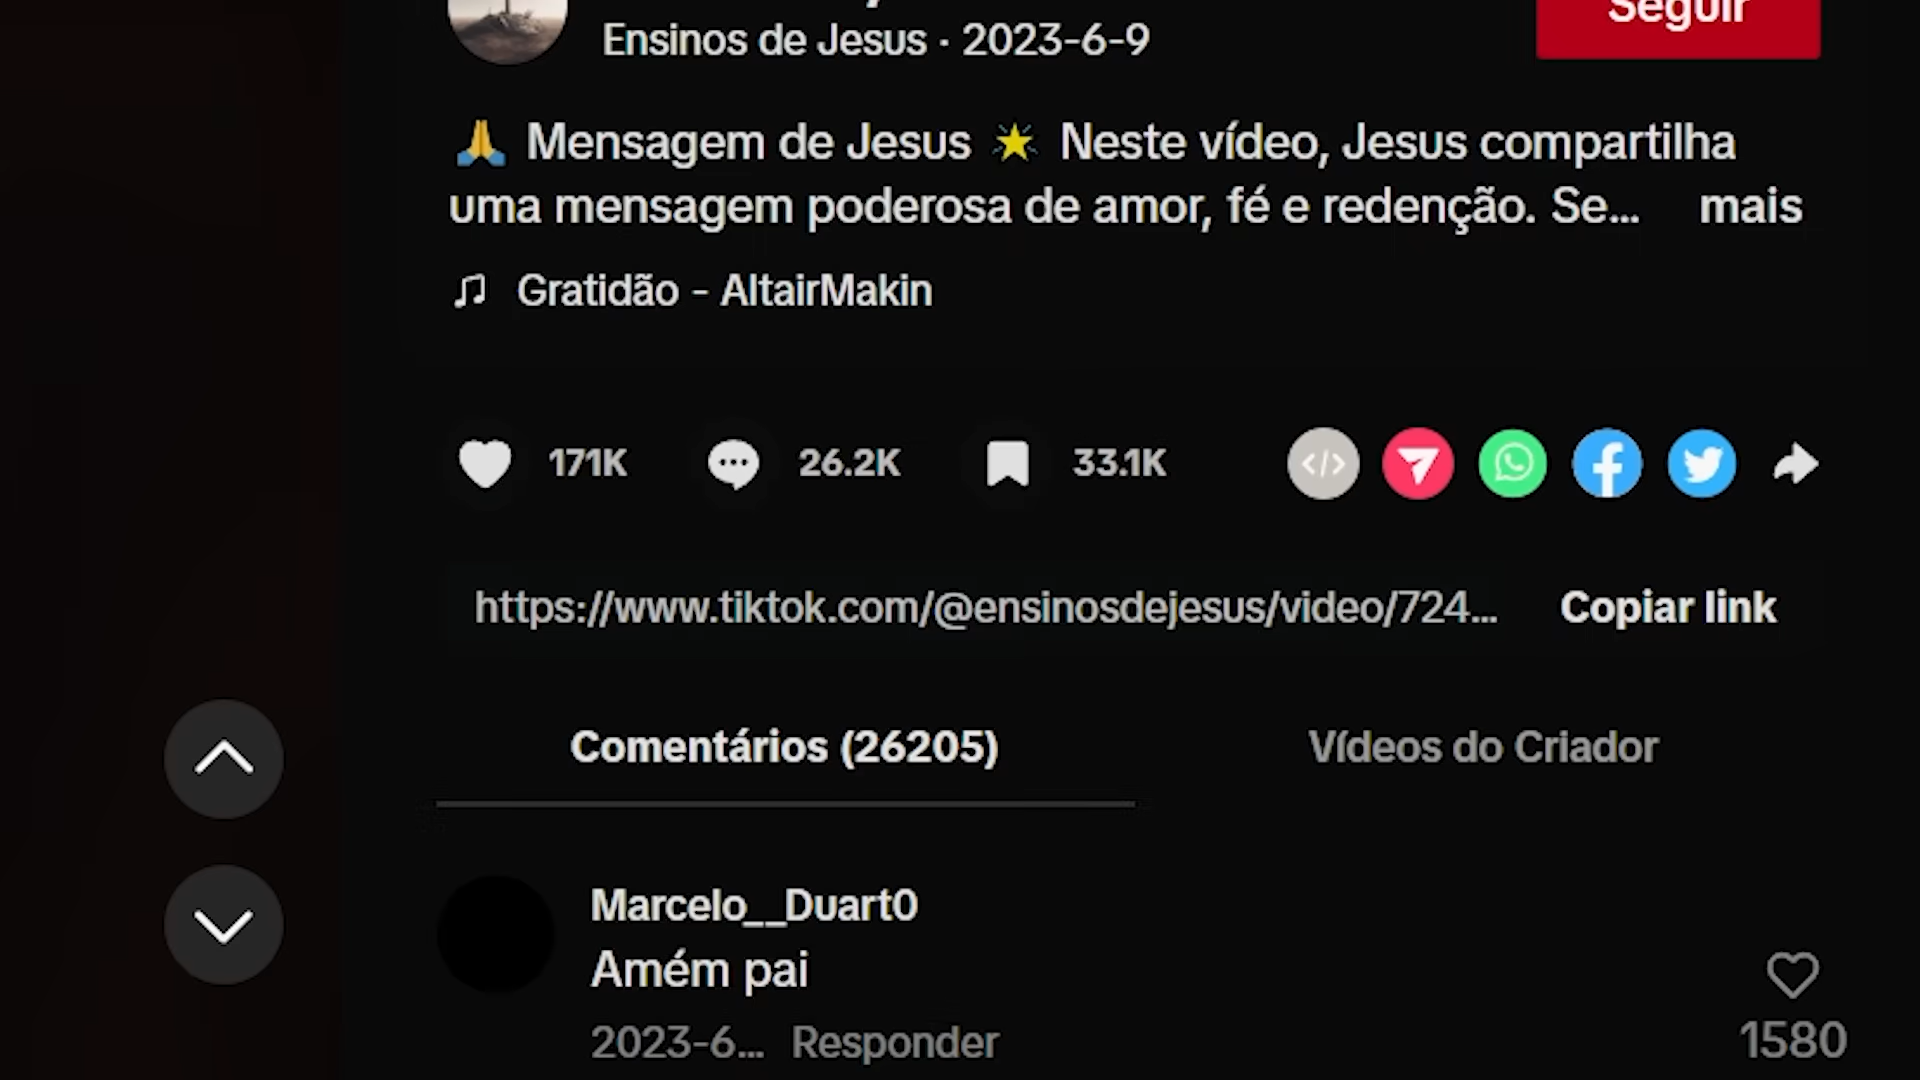 Seguir
Ensinos de Jesus · 2023-6-9
🙏 Mensagem de Jesus 🌟 Neste vídeo, Jesus compartilha
uma mensagem poderosa de amor, fé e redenção. Se... mais
♫ Gratidão - AltairMakin
171K 26.2K 33.1K
https://www.tiktok.com/@ensinosdejesus/video/724... Copiar link
Comentários (26205) Vídeos do Criador
Marcelo__Duart0
Amém pai
2023-6... Responder
1580